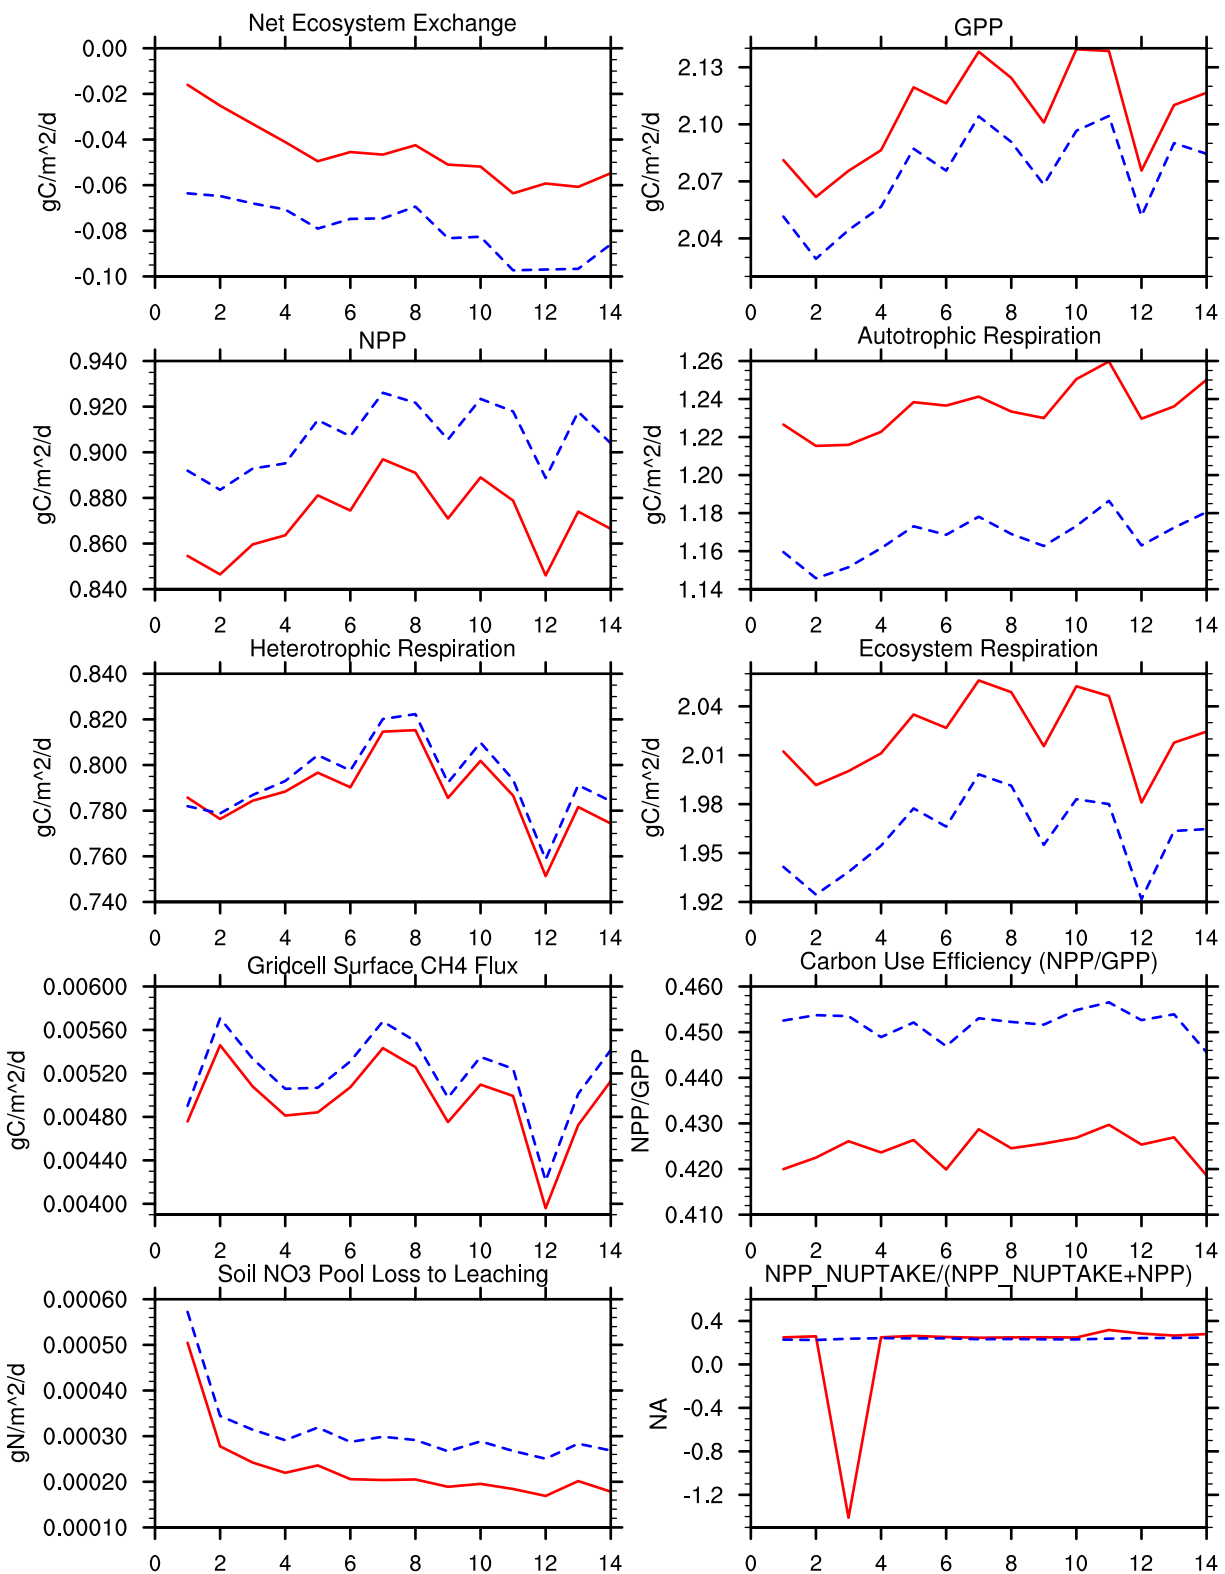 Net Ecosystem Exchange
gC/m^2/d
0.00
-0.02
-0.04
-0.06
-0.08
-0.10
0 2 4 6 8 10 12 14
GPP
gC/m^2/d
2.13
2.10
2.07
2.04
0 2 4 6 8 10 12 14
NPP
gC/m^2/d
0.940
0.920
0.900
0.880
0.860
0.840
0 2 4 6 8 10 12 14
Autotrophic Respiration
gC/m^2/d
1.26
1.24
1.22
1.20
1.18
1.16
1.14
0 2 4 6 8 10 12 14
Heterotrophic Respiration
gC/m^2/d
0.840
0.820
0.800
0.780
0.760
0.740
0 2 4 6 8 10 12 14
Ecosystem Respiration
gC/m^2/d
2.04
2.01
1.98
1.95
1.92
0 2 4 6 8 10 12 14
Gridcell Surface CH4 Flux
gC/m^2/d
0.00600
0.00560
0.00520
0.00480
0.00440
0.00400
0 2 4 6 8 10 12 14
Carbon Use Efficiency (NPP/GPP)
NPP/GPP
0.460
0.450
0.440
0.430
0.420
0.410
0 2 4 6 8 10 12 14
Soil NO3 Pool Loss to Leaching
gN/m^2/d
0.00060
0.00050
0.00040
0.00030
0.00020
0.00010
0 2 4 6 8 10 12 14
NPP_NUPTAKE/(NPP_NUPTAKE+NPP)
NA
0.4
0.0
-0.4
-0.8
-1.2
0 2 4 6 8 10 12 14